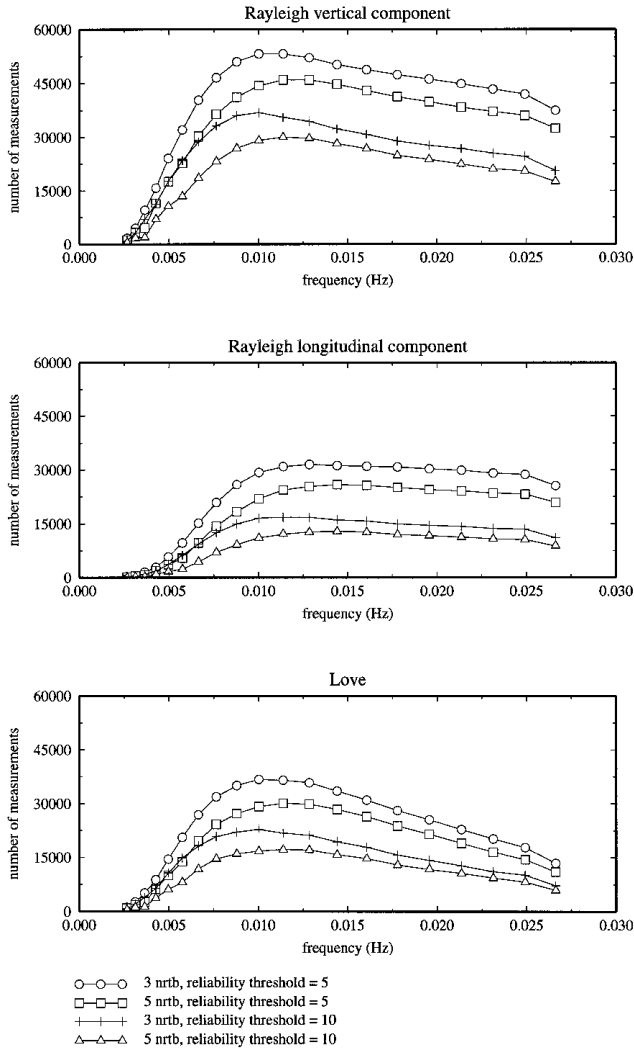 Rayleigh vertical component
60000
45000
30000
15000
0
number of measurements
0.000 0.005 0.010 0.015 0.020 0.025 0.030
frequency (Hz)
Rayleigh longitudinal component
60000
45000
30000
15000
0
number of measurements
0.000 0.005 0.010 0.015 0.020 0.025 0.030
frequency (Hz)
Love
60000
45000
30000
15000
0
number of measurements
0.000 0.005 0.010 0.015 0.020 0.025 0.030
frequency (Hz)
3 nrtb, reliability threshold = 5
5 nrtb, reliability threshold = 5
3 nrtb, reliability threshold = 10
5 nrtb, reliability threshold = 10